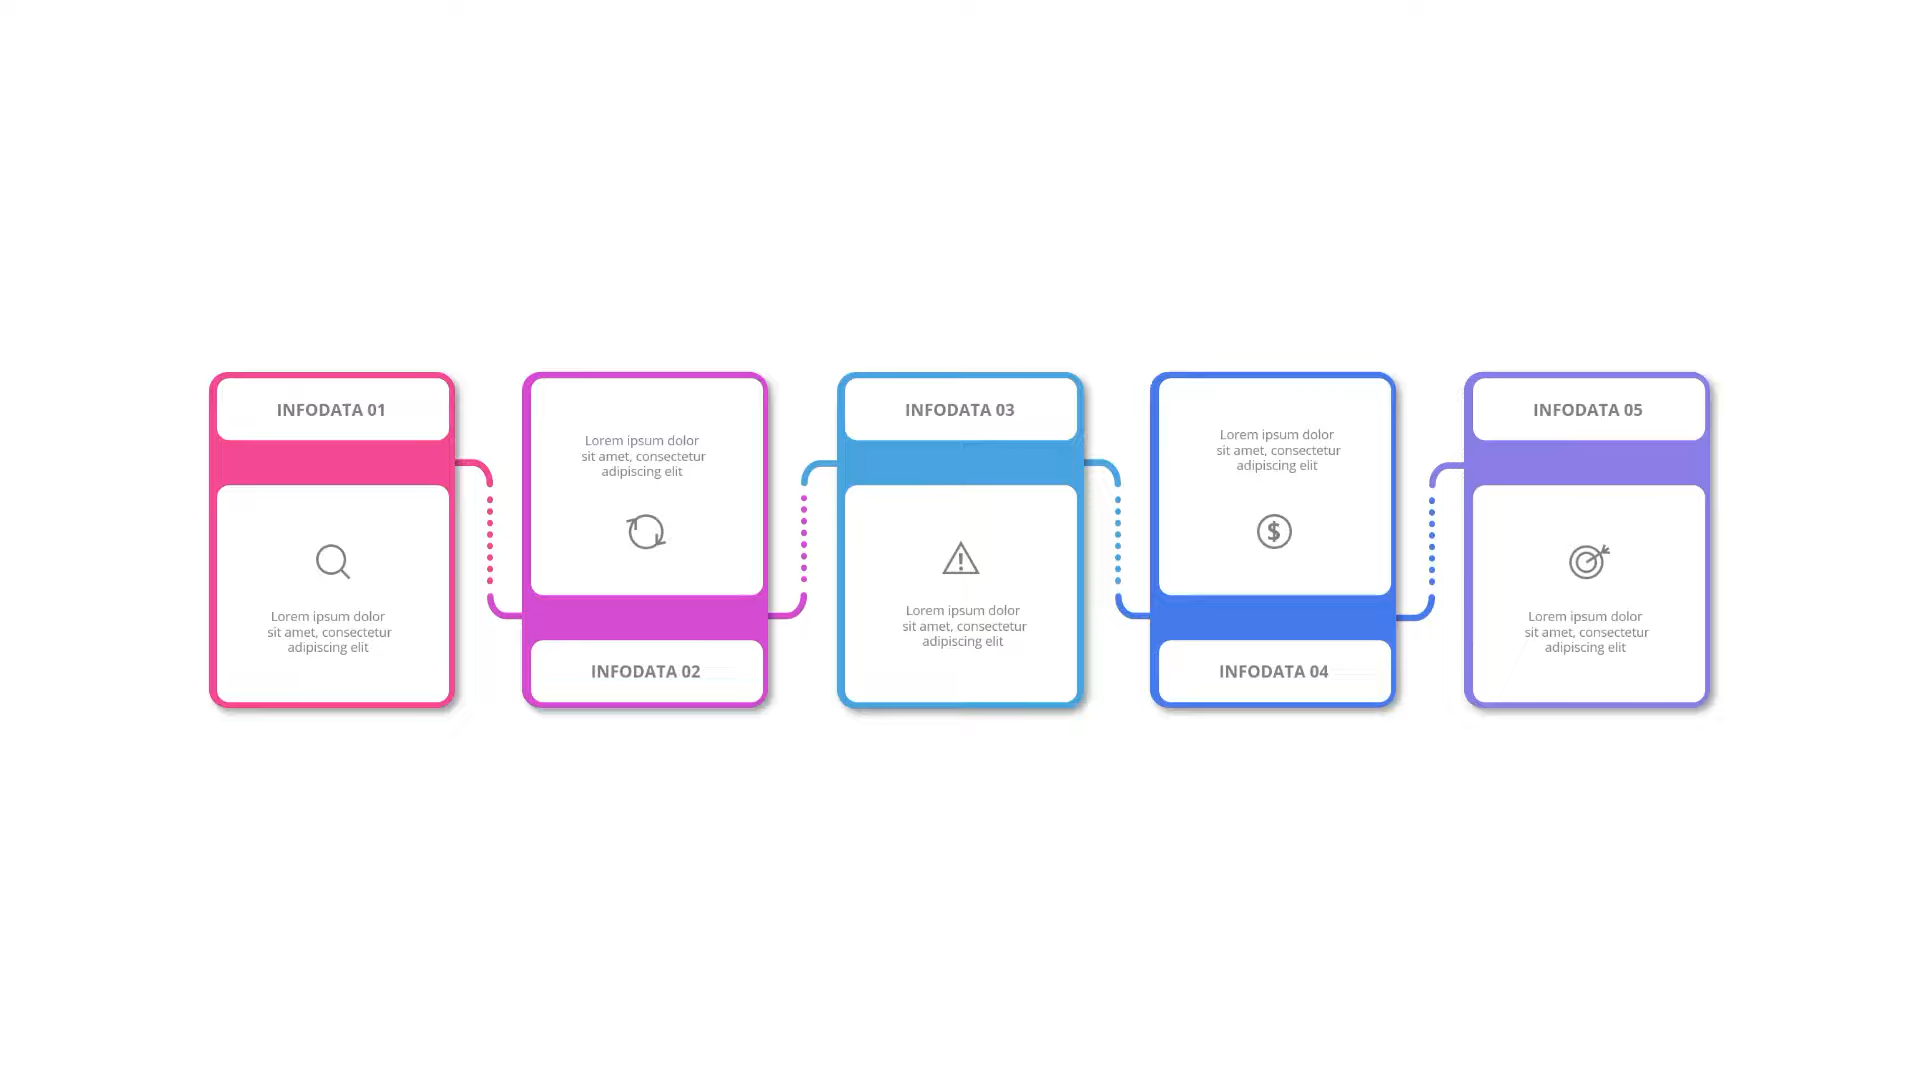 INFODATA 01
Lorem ipsum dolor
sit amet, consectetur
adipiscing elit
Lorem ipsum dolor
sit amet, consectetur
adipiscing elit
INFODATA 02
INFODATA 03
Lorem ipsum dolor
sit amet, consectetur
adipiscing elit
Lorem ipsum dolor
sit amet, consectetur
adipiscing elit
$
INFODATA 04
INFODATA 05
Lorem ipsum dolor
sit amet, consectetur
adipiscing elit